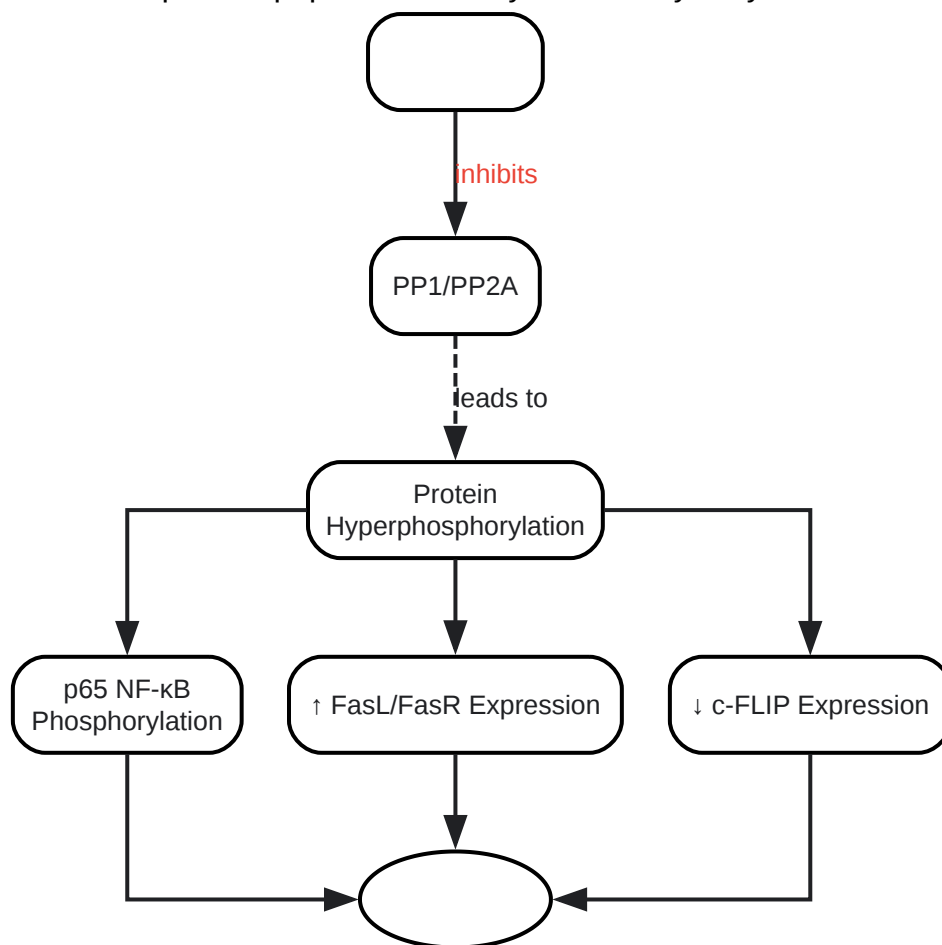 inhibits
PP1/PP2A
leads to
Protein
Hyperphosphorylation
p65 NF-κB
Phosphorylation
↑ FasL/FasR Expression
↓ c-FLIP Expression